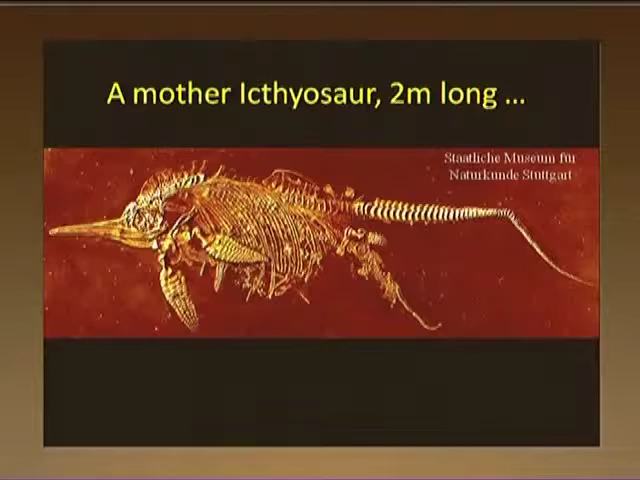 A mother Icthyosaur, 2m long ...
Staatliche Museum für
Naturkunde Stuttgart